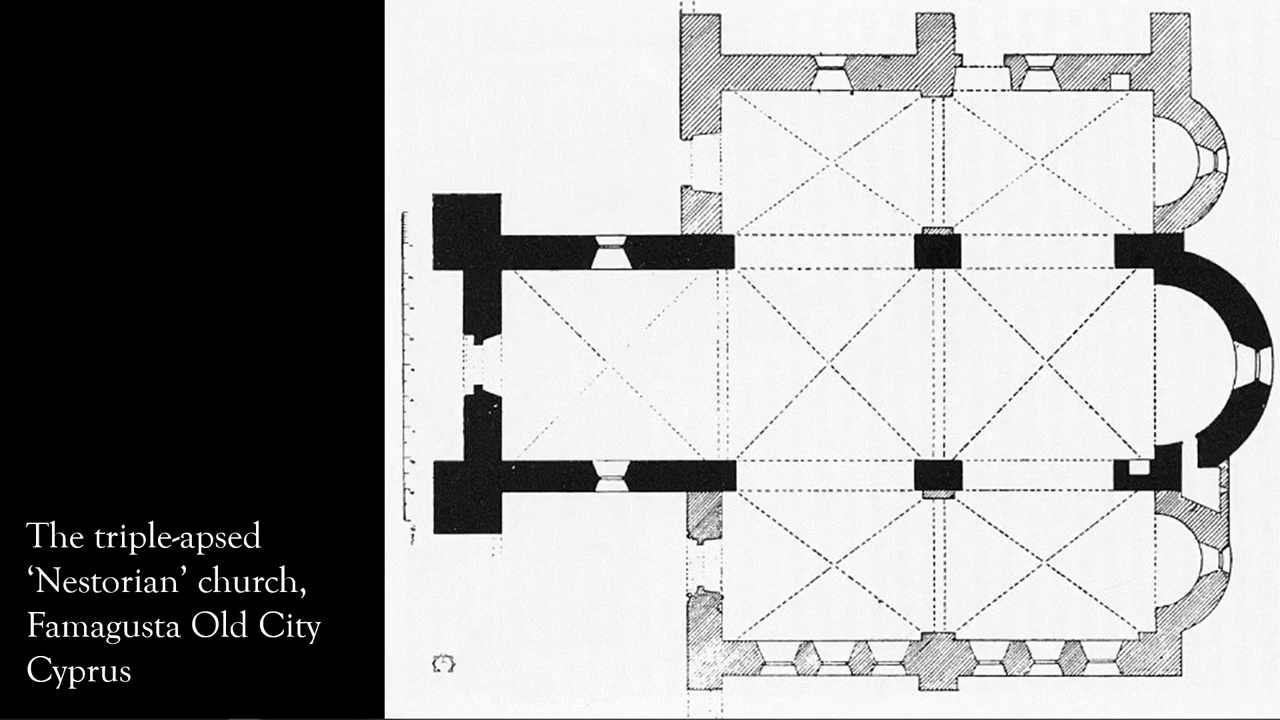 The triple-apsed
‘Nestorian’ church,
Famagusta Old City
Cyprus